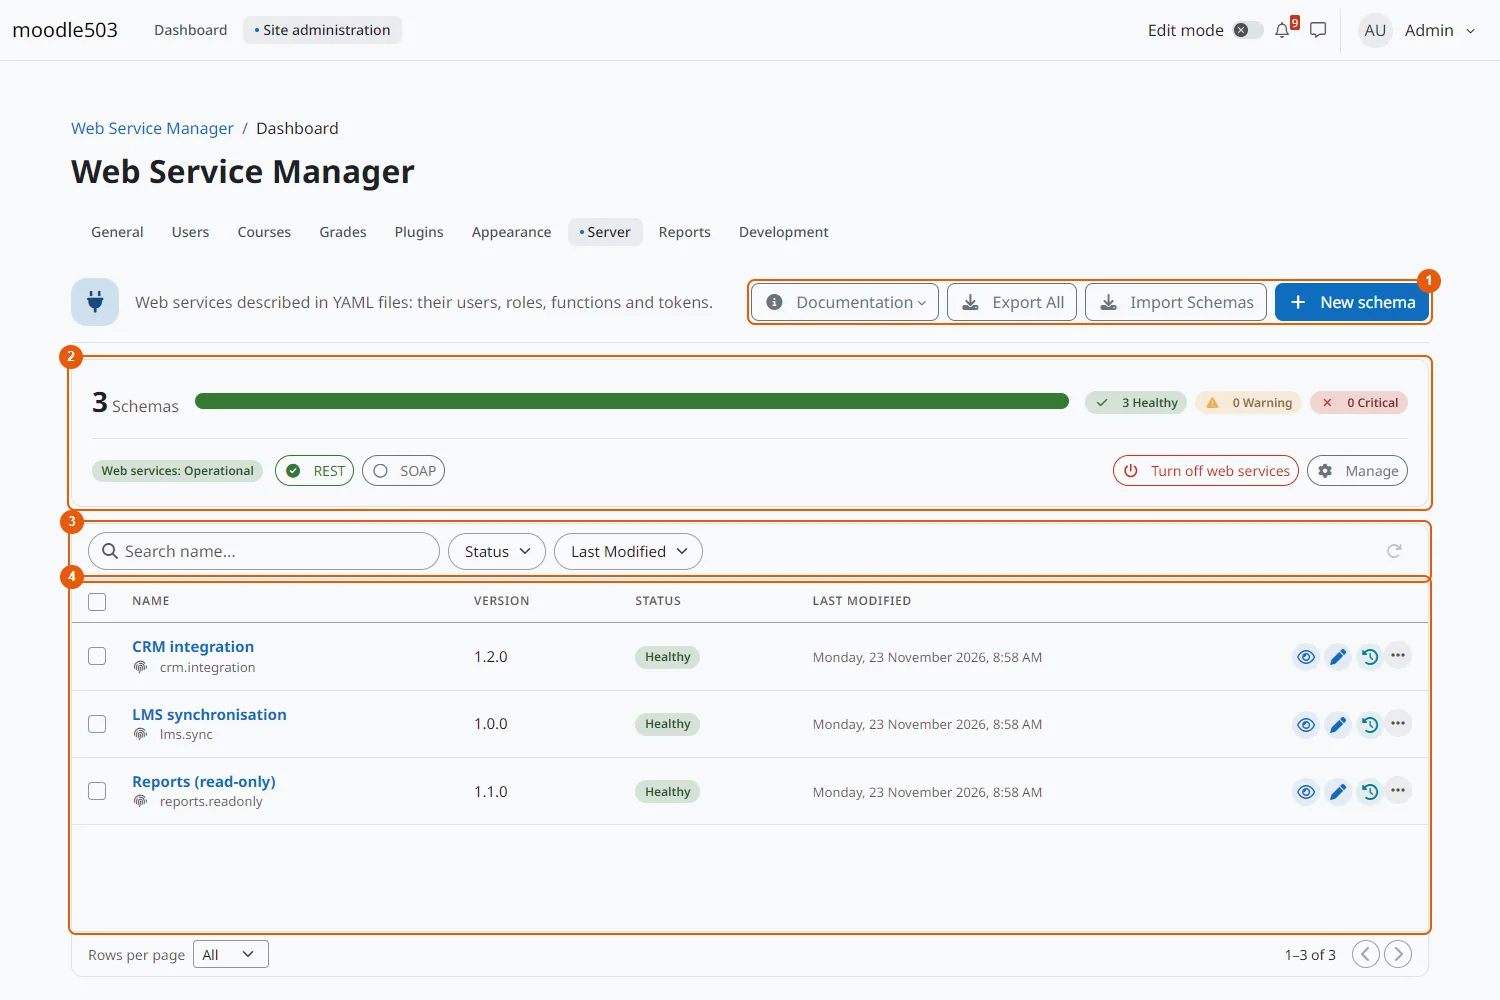 moodle503 Dashboard Site administration Edit mode 9 AU Admin
Web Service Manager / Dashboard
Web Service Manager
General Users Courses Grades Plugins Appearance Server Reports Development
1
Web services described in YAML files: their users, roles, functions and tokens. Documentation Export All Import Schemas New schema
2
3 Schemas 3 Healthy 0 Warning 0 Critical
Web services: Operational REST SOAP Turn off web services Manage
3
Search name... Status Last Modified
4
NAME VERSION STATUS LAST MODIFIED
CRM integration
crm.integration
1.2.0 Healthy Monday, 23 November 2026, 8:58 AM
LMS synchronisation
lms.sync
1.0.0 Healthy Monday, 23 November 2026, 8:58 AM
Reports (read-only)
reports.readonly
1.1.0 Healthy Monday, 23 November 2026, 8:58 AM
Rows per page All 1–3 of 3